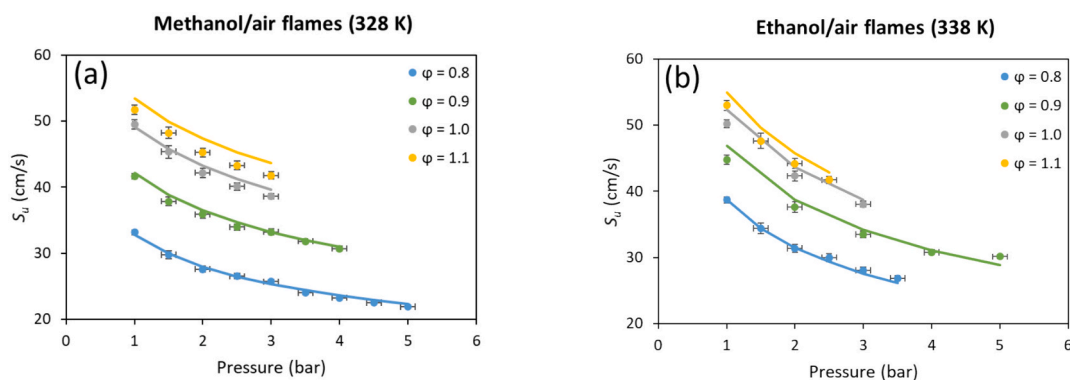 Methanol/air flames (328 K)
(a)
φ = 0.8
φ = 0.9
φ = 1.0
φ = 1.1
60
50
40
30
20
Su (cm/s)
0 1 2 3 4 5 6
Pressure (bar)
Ethanol/air flames (338 K)
(b)
φ = 0.8
φ = 0.9
φ = 1.0
φ = 1.1
60
50
40
30
20
Su (cm/s)
0 1 2 3 4 5 6
Pressure (bar)